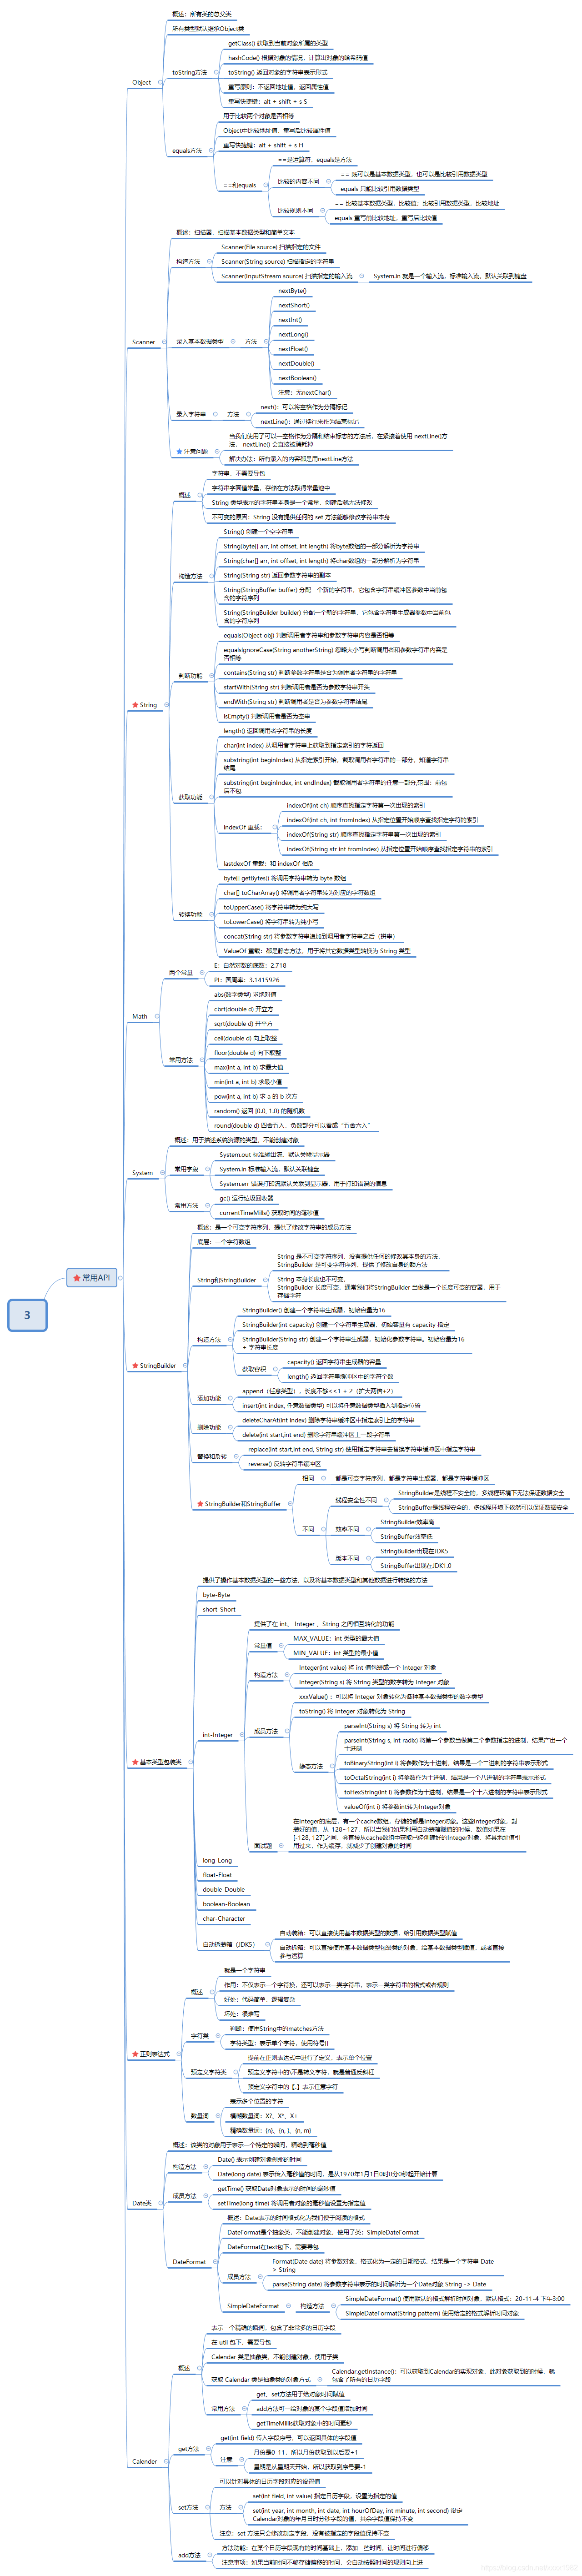 3
常用API
Object
概述：所有类的总父类
所有类型默认继承Object类
toString方法
getClass() 获取到当前对象所属的类型
hashCode() 根据对象的情况，计算出对象的哈希码值
toString() 返回对象的字符串表示形式
重写原则：不返回地址值，返回属性值
重写快捷键：alt + shift + s S
equals方法
用于比较两个对象是否相等
Object中比较地址值，重写后比较属性值
重写快捷键：alt + shift + s H
==和equals
==是运算符，equals是方法
比较的内容不同
== 既可以是基本数据类型，也可以是比较引用数据类型
equals 只能比较引用数据类型
比较规则不同
== 比较基本数据类型，比较值；比较引用数据类型，比较地址
equals 重写前比较地址，重写后比较值
Scanner
概述：扫描器，扫描基本数据类型和简单文本
构造方法
Scanner(File source) 扫描指定的文件
Scanner(String source) 扫描指定的字符串
Scanner(InputStream source) 扫描指定的输入流
System.in 就是一个输入流，标准输入流，默认关联到键盘
录入基本数据类型
方法
nextByte()
nextShort()
nextInt()
nextLong()
nextFloat()
nextDouble()
nextBoolean()
注意：无nextChar()
录入字符串
方法
next()：可以将空格作为分隔标记
nextLine()：通过换行来作为结束标记
注意问题
当我们使用了可以一空格作为分隔和结束标志的方法后，在紧接着使用 nextLine()方
法， nextLine() 会直接被消耗掉
解决办法：所有录入的内容都是用nextLine方法
String
概述
字符串，不需要导包
字符串字面值常量，存储在方法取得常量池中
String 类型表示的字符串本身是一个常量，创建后就无法修改
不可变的原因：String 没有提供任何的 set 方法能够修改字符串本身
构造方法
String() 创建一个空字符串
String(byte[] arr, int offset, int length) 将byte数组的一部分解析为字符串
String(char[] arr, int offset, int length) 将char数组的一部分解析为字符串
String(String str) 返回参数字符串的副本
String(StringBuffer buffer) 分配一个新的字符串，它包含字符串缓冲区参数中当前包
含的字符序列
String(StringBuilder builder) 分配一个新的字符串，它包含字符串生成器参数中当前包
含的字符序列
判断功能
equals(Object obj) 判断调用者字符串和参数字符串内容是否相等
equalsIgnoreCase(String anotherString) 忽略大小写判断调用者和参数字符串内容是
否相等
contains(String str) 判断参数字符串是否为调用者字符串的字符串
startWith(String str) 判断调用者是否为参数字符串开头
endWith(String str) 判断调用者是否为参数字符串结尾
isEmpty() 判断调用者是否为空串
获取功能
length() 返回调用者字符串的长度
char(int index) 从调用者字符串上获取到指定索引的字符返回
substring(int beginIndex) 从指定索引开始，截取调用者字符串的一部分，知道字符串
结尾
substring(int beginIndex, int endIndex) 截取调用者字符串的任意一部分,范围：前包
后不包
indexOf 重载：
indexOf(int ch) 顺序查找指定字符第一次出现的索引
indexOf(int ch, int fromIndex) 从指定位置开始顺序查找指定字符的索引
indexOf(String str) 顺序查找指定字符串第一次出现的索引
indexOf(String str int fromIndex) 从指定位置开始顺序查找指定字符串的索引
lastdexOf 重载：和 indexOf 相反
转换功能
byte[] getBytes() 将调用字符串转为 byte 数组
char[] toCharArray() 将调用者字符串转为对应的字符数组
toUpperCase() 将字符串转为纯大写
toLowerCase() 将字符串转为纯小写
concat(String str) 将参数字符串追加到调用者字符串之后（拼串）
ValueOf 重载：都是静态方法，用于将其它数据类型转换为 String 类型
Math
两个常量
E：自然对数的底数：2.718
PI：圆周率：3.1415926
常用方法
abs(数字类型) 求绝对值
cbrt(double d) 开立方
sqrt(double d) 开平方
ceil(double d) 向上取整
floor(double d) 向下取整
max(int a, int b) 求最大值
min(int a, int b) 求最小值
pow(int a, int b) 求 a 的 b 次方
random() 返回 [0.0, 1.0) 的随机数
round(double d) 四舍五入，负数部分可以看成“五舍六入”
System
概述：用于描述系统资源的类型，不能创建对象
常用字段
System.out 标准输出流，默认关联显示器
System.in 标准输入流，默认关联键盘
System.err 错误打印流默认关联到显示器，用于打印错误的信息
常用方法
gc() 运行垃圾回收器
currentTimeMills() 获取时间的毫秒值
StringBuilder
概述：是一个可变字符序列，提供了修改字符串的成员方法
底层：一个字符数组
String和StringBuilder
String 是不可变字符序列，没有提供任何的修改其本身的方法，
StringBuilder 是可变字符序列，提供了修改自身的额方法
String 本身长度也不可变，
StringBuilder 长度可变，通常我们将StringBuilder 当做是一个长度可变的容器，用于
存储字符
构造方法
StringBuilder() 创建一个字符串生成器，初始容量为16
StringBuilder(int capacity) 创建一个字符串生成器，初始容量有 capacity 指定
StringBuilder(String str) 创建一个字符串生成器，初始化参数字符串。初始容量为16
+ 字符串长度
获取容积
capacity() 返回字符串生成器的容量
length() 返回字符串缓冲区中的字符个数
添加功能
append（任意类型），长度不够<<1 + 2（扩大两倍+2）
insert(int index, 任意数据类型) 可以将任意数据类型插入到指定位置
删除功能
deleteCharAt(int index) 删除字符串缓冲区中指定索引上的字符串
delete(int start,int end) 删除字符串缓冲区上一段字符串
替换和反转
replace(int start,int end, String str) 使用指定字符串去替换字符串缓冲区中指定字符串
reverse() 反转字符串缓冲区
StringBuilder和StringBuffer
相同
都是可变字符序列，都是字符串生成器，都是字符串缓冲区
不同
线程安全性不同
StringBuilder是线程不安全的，多线程环境下无法保证数据安全
StringBuffer是线程安全的，多线程环境下依然可以保证数据安全
效率不同
StringBuilder效率高
StringBuffer效率低
版本不同
StringBuilder出现在JDK5
StringBuffer出现在JDK1.0
基本类型包装类
提供了操作基本数据类型的一些方法，以及将基本数据类型和其他数据进行转换的方法
byte-Byte
short-Short
int-Integer
提供了在 int、 Integer 、String 之间相互转化的功能
常量值
MAX_VALUE：int 类型的最大值
MIN_VALUE：int 类型的最小值
构造方法
Integer(int value) 将 int 值包装成一个 Integer 对象
Integer(String s) 将 String 类型的数字转为 Integer 对象
成员方法
xxxValue()：可以将 Integer 对象转化为各种基本数据类型的数字类型
toString() 将 Integer 对象转化为 String
静态方法
parseInt(String s) 将 String 转为 int
parseInt(String s, int radix) 将第一个参数当做第二个参数指定的进制，结果产出一个
十进制
toBinaryString(int i) 将参数作为十进制，结果是一个二进制的字符串表示形式
toOctalString(int i) 将参数作为十进制，结果是一个八进制的字符串表示形式
toHexString(int i) 将参数作为十进制，结果是一个十六进制的字符串表示形式
valueOf(int i) 将参数int转为Integer对象
面试题
在Integer的底层，有一个cache数组，存储的都是Integer对象。这些Integer对象，封
装好的值，从-128~127，所以当我们如果利用自动装箱赋值的时候，数值如果在
[-128, 127]之间，会直接从cache数组中获取已经创建好的Integer对象，将其地址值引
用过来，作为缓存，就减少了创建对象的时间
long-Long
float-Float
double-Double
boolean-Boolean
char-Character
自动拆装箱（JDK5）
自动装箱：可以直接使用基本数据类型的数据，给引用数据类型赋值
自动拆箱：可以直接使用基本数据类型包装类的对象，给基本数据类型赋值，或者直接
参与运算
正则表达式
概述
就是一个字符串
作用：不仅表示一个字符换，还可以表示一类字符串，表示一类字符串的格式或者规则
好处：代码简单，逻辑复杂
坏处：很难写
字符类
判断：使用String中的matches方法
字符类型：表示单个字符，使用符号[]
预定义字符类
提前在正则表达式中进行了定义，表示单个位置
预定义字符中的\不是转义字符，就是普通反斜杠
预定义字符中的【.】表示任意字符
数量词
表示多个位置的字符
模糊数量词：X?、X*、X+
精确数量词：{n}、{n, }、{n, m}
Date类
概述：该类的对象用于表示一个特定的瞬间，精确到毫秒值
构造方法
Date() 表示创建对象刹那的时间
Date(long date) 表示传入毫秒值的时间，是从1970年1月1日0时0分0秒起开始计算
成员方法
getTime() 获取Date对象表示的时间的毫秒值
setTime(long time) 将调用者对象的毫秒值设置为指定值
DateFormat
概述：Date表示的时间格式化为我们便于阅读的格式
DateFormat是个抽象类，不能创建对象，使用子类：SimpleDateFormat
DateFormat在text包下，需要导包
成员方法
Format(Date date) 将参数对象，格式化为一定的日期格式，结果是一个字符串 Date -
> String
parse(String date) 将参数字符串表示的时间解析为一个Date对象 String -> Date
SimpleDateFormat
构造方法
SimpleDateFormat() 使用默认的格式解析时间对象，默认格式：20-11-4 下午3:00
SimpleDateFormat(String pattern) 使用给定的格式解析时间对象
Calender
概述
表示一个精确的瞬间，包含了非常多的日历字段
在 util 包下，需要导包
Calendar 类是抽象类，不能创建对象，使用子类
获取 Calendar 类是抽象类的对象方式
Calendar.getInstance()：可以获取到Calendar的实现对象，此对象获取到的时候，就
包含了所有的日历字段
常用方法
get、set方法用于给对象时间赋值
add方法可一给对象的某个字段值增加时间
getTimeMillis获取对象中的时间毫秒
get方法
get(int field) 传入字段序号，可以返回具体的字段值
注意
月份是0-11，所以月份获取到以后要+1
星期是从星期天开始，所以获取到序号要-1
set方法
可以针对具体的日历字段对应的设置值
方法
set(int field, int value) 指定日历字段，设置为指定的值
set(int year, int month, int date, int hourOfDay, int minute, int second) 设定
Calendar对象的年月日时分秒字段的值，其余字段值保持不变
注意：set 方法只会修改制定字段，没有被指定的字段值保持不变
add方法
方法功能：在某个日历字段现有的时间基础上，添加一些时间，让时间进行偏移
注意事项：如果当前时间不够存储偏移的时间，会自动按照时间的规则向上进